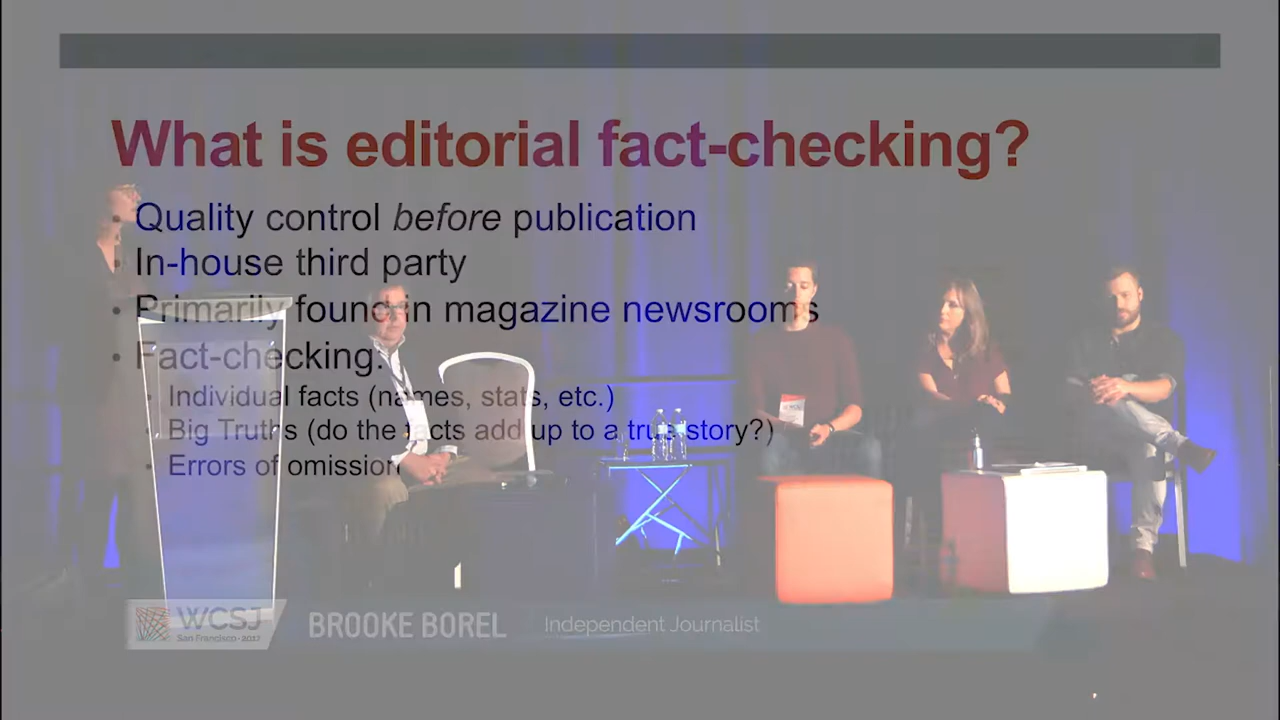 What is editorial fact-checking?
• Quality control before publication
• In-house third party
• Primarily found in magazine newsrooms
• Fact-checking:
Individual facts (names, stats, etc.)
Big Truths (do the facts add up to a true story?)
Errors of omission
WCSJ
San Francisco • 2017
BROOKE BOREL
Independent Journalist